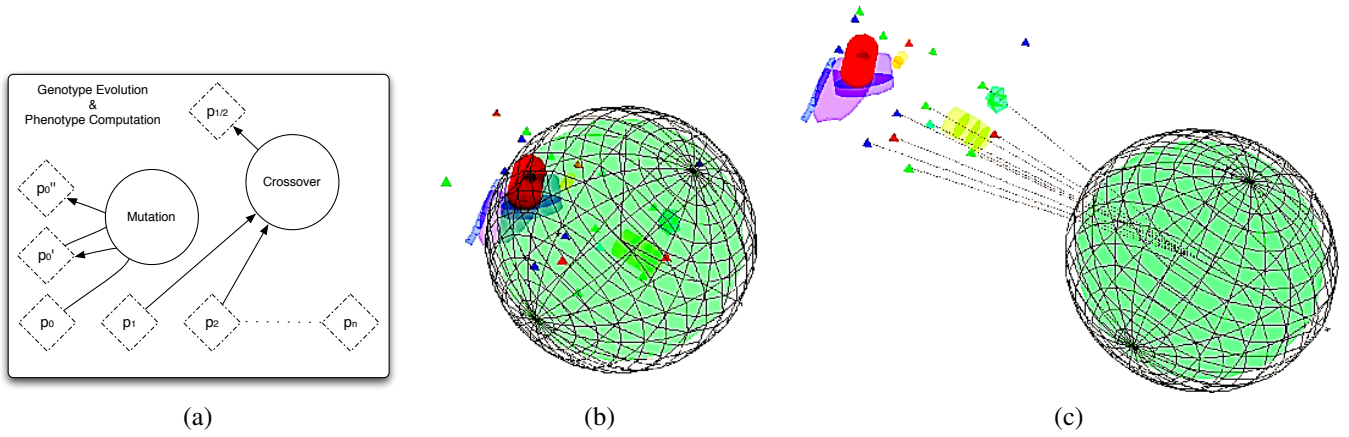 Genotype Evolution
&
Phenotype Computation
p1/2
Crossover
p0''
Mutation
p0'
p0
p1
p2
pn
(a)
(b)
(c)